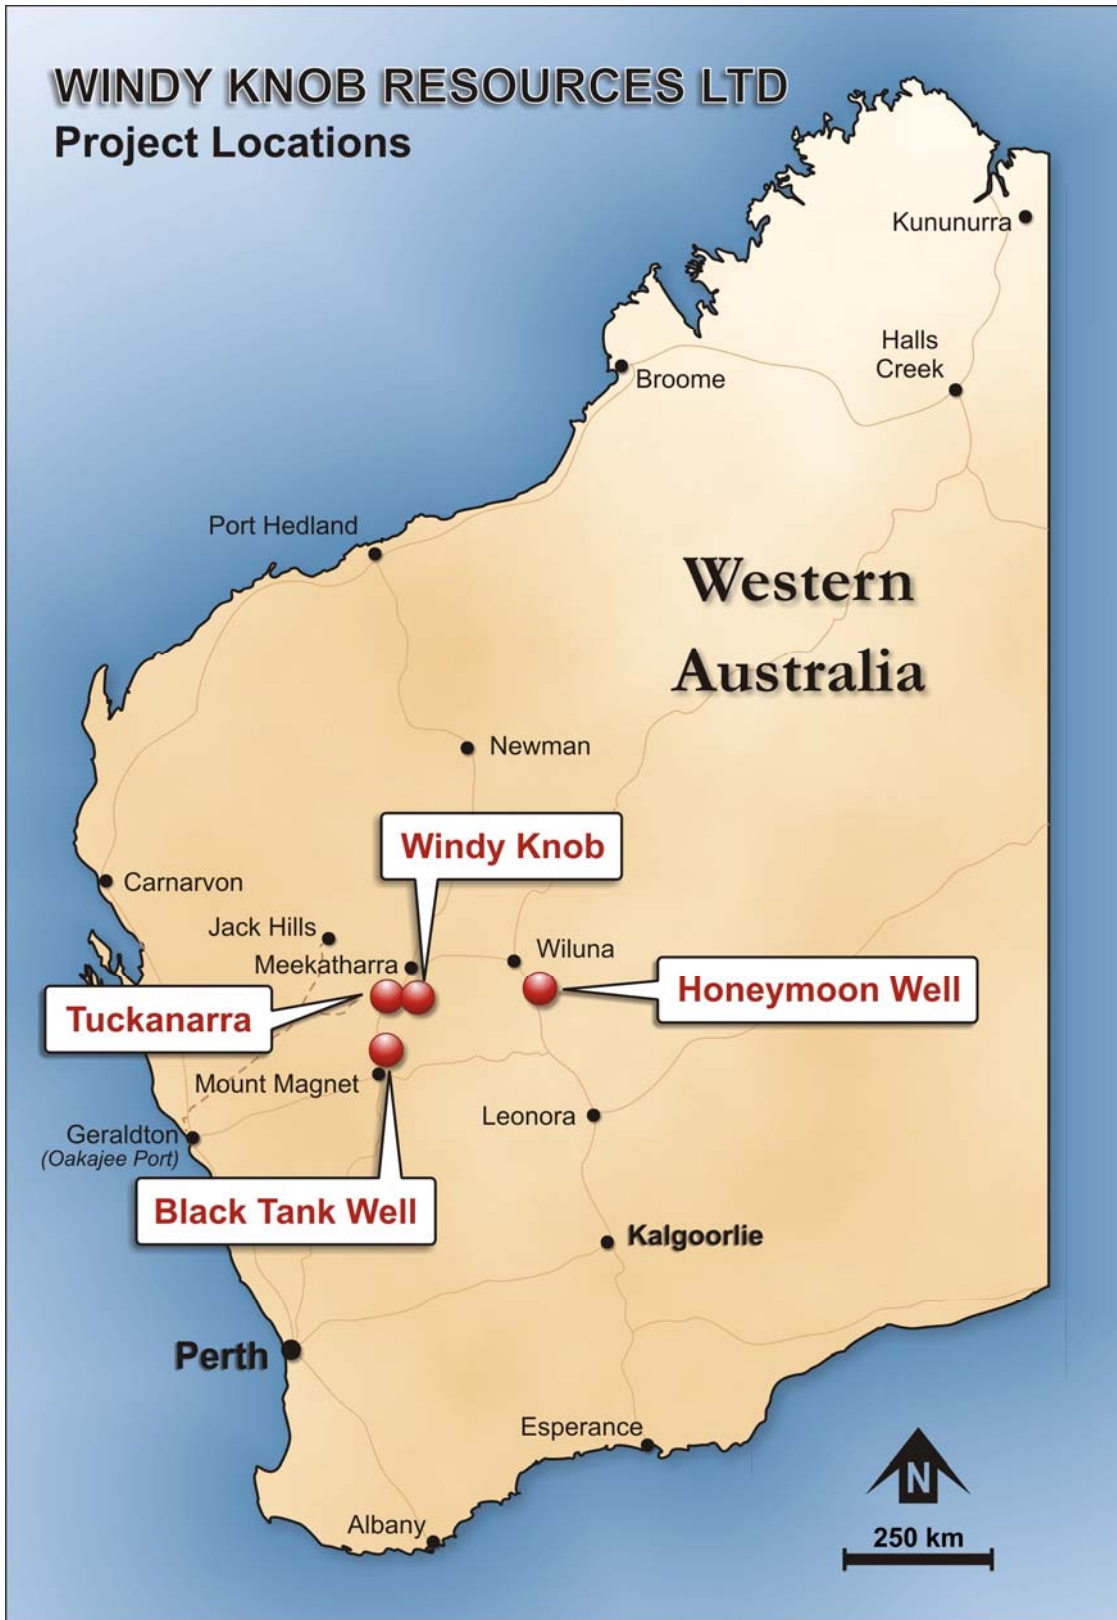 WINDY KNOB RESOURCES LTD
Project Locations
Kununurra
Halls
Creek
Broome
Port Hedland
Western
Australia
Newman
Windy Knob
Carnarvon
Jack Hills
Meekatharra
Wiluna
Honeymoon Well
Tuckanarra
Mount Magnet
Leonora
Geraldton
(Oakajee Port)
Black Tank Well
Kalgoorlie
Perth
Esperance
N
Albany
250 km